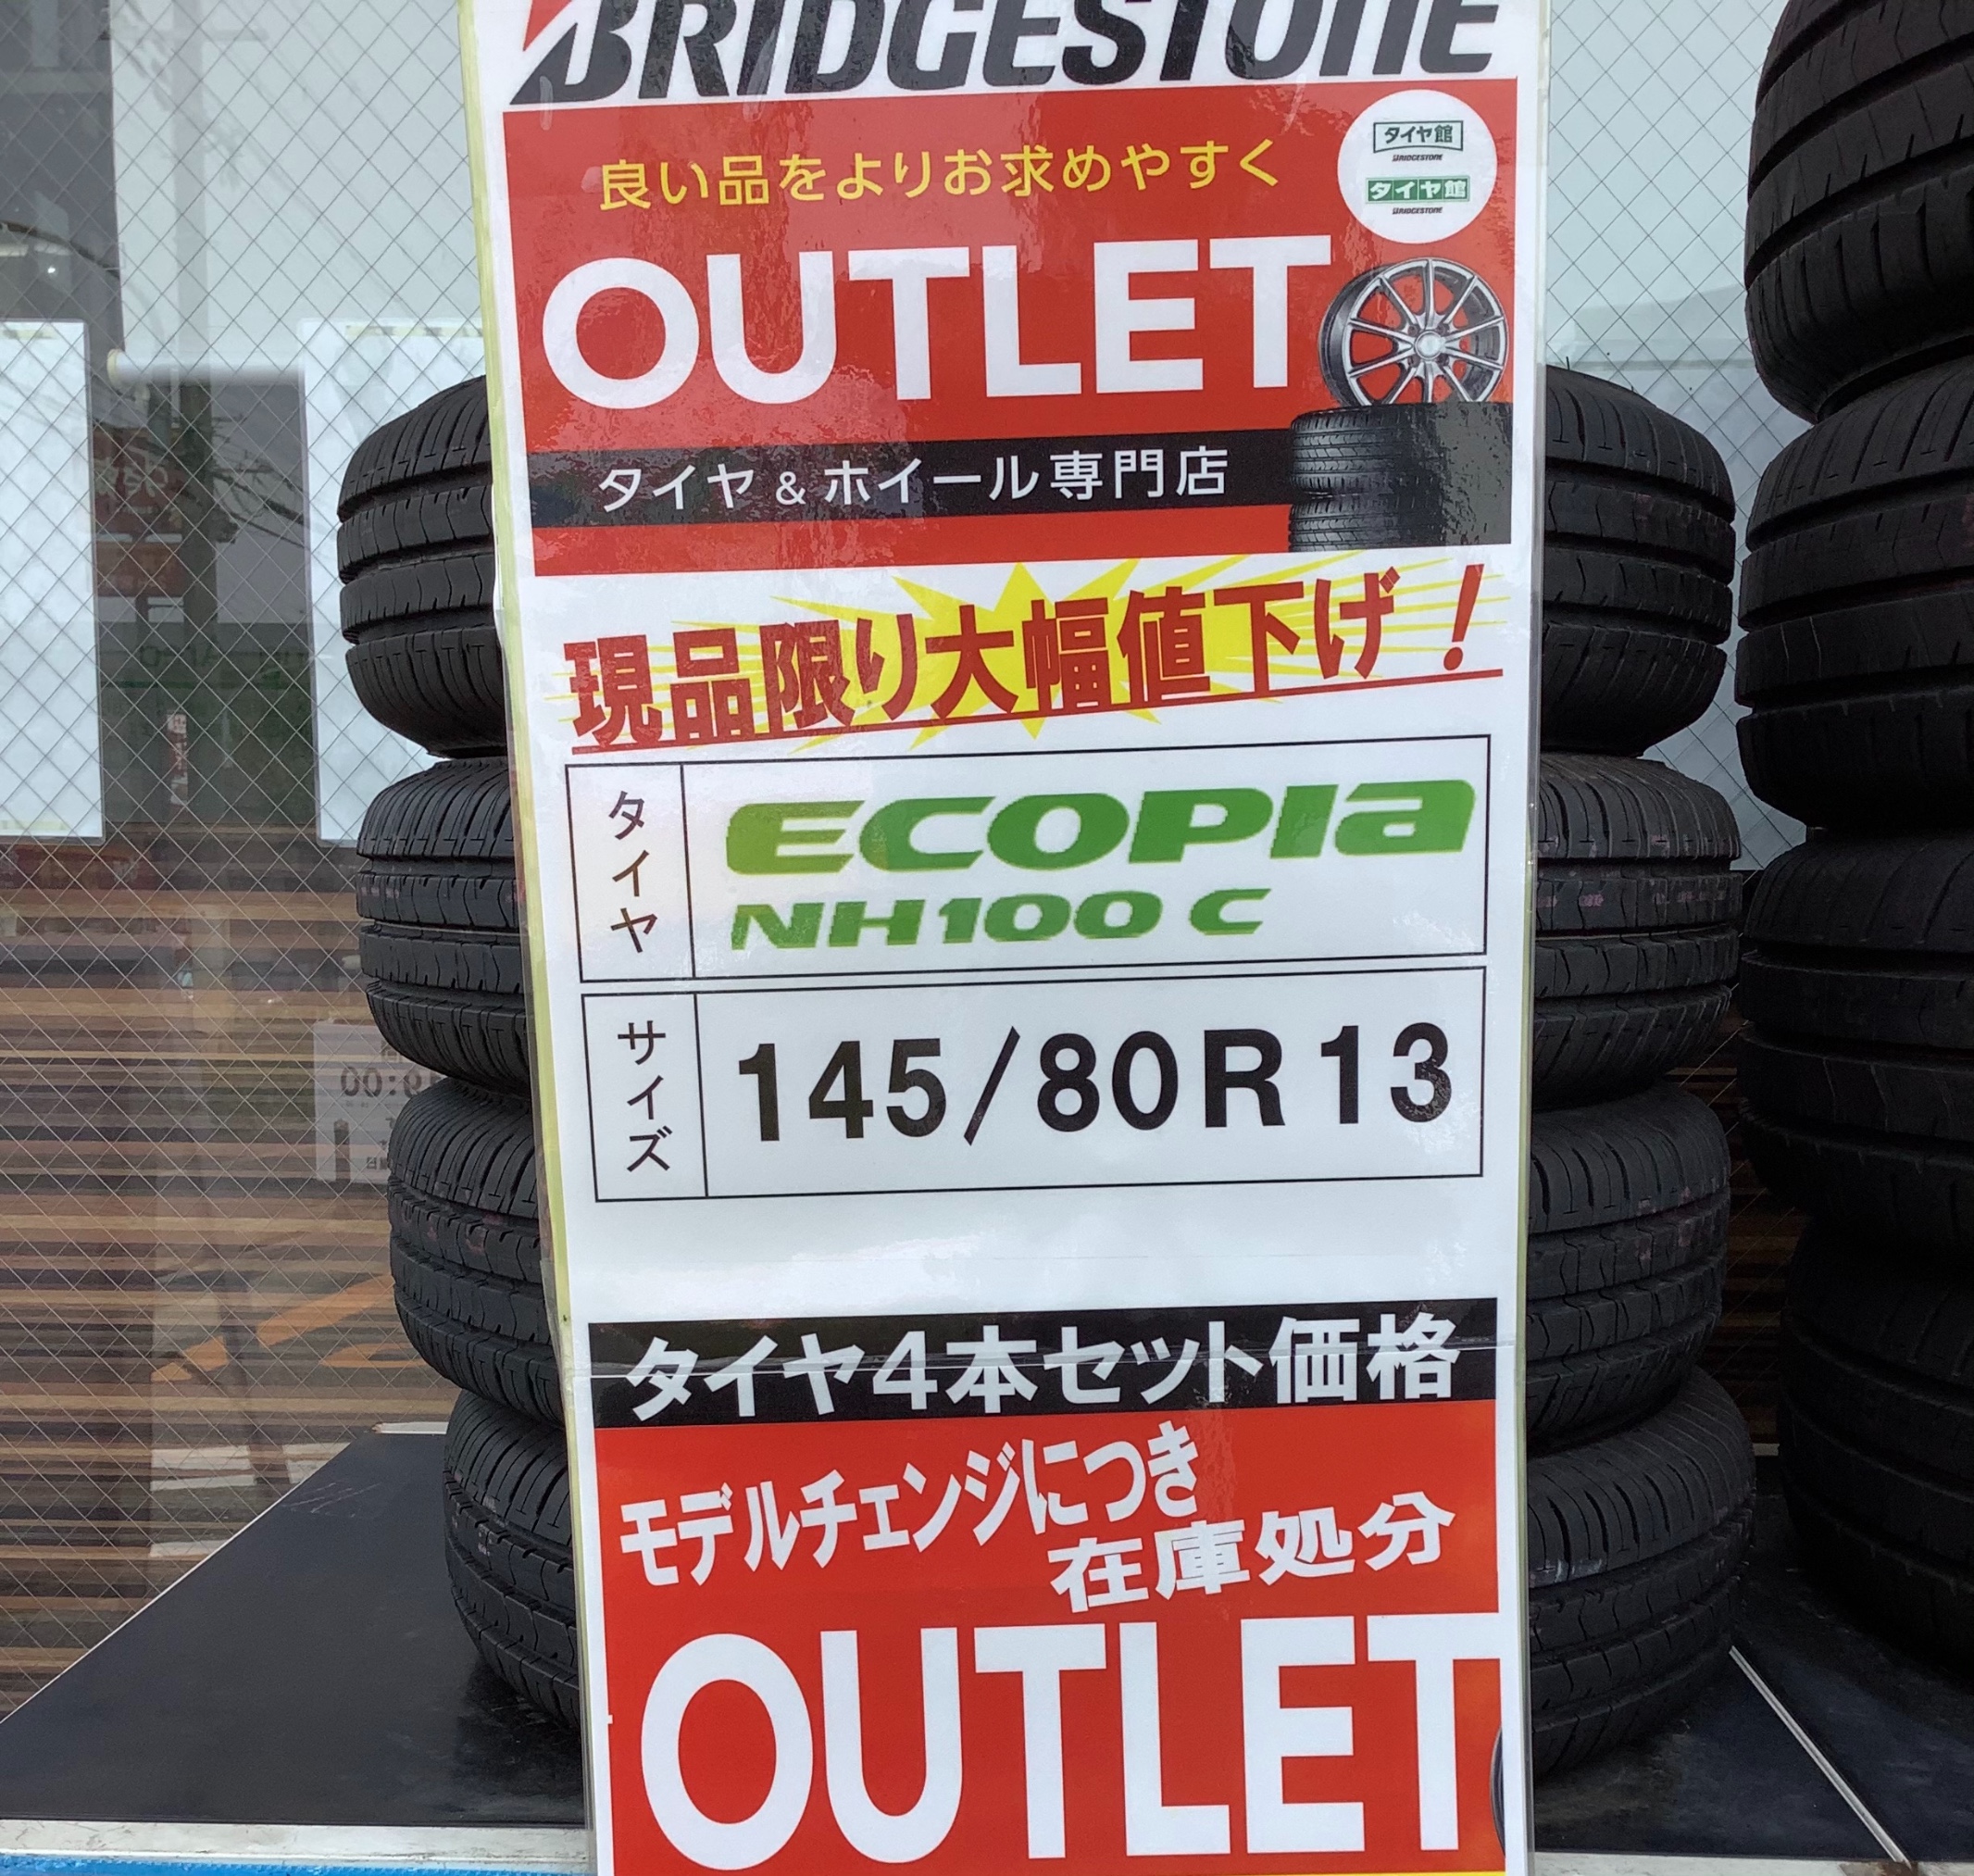 BRIDGESTONE
良い品をよりお求めやすく
タイヤ館
BRIDGESTONE
タイヤ館
BRIDGESTONE
OUTLET
タイヤ&ホイール専門店
現品限り大幅値下げ!
タイヤ
ECOPIA
NH100 C
サイズ
145/80R13
タイヤ4本セット価格
モデルチェンジにつき
在庫処分
OUTLET